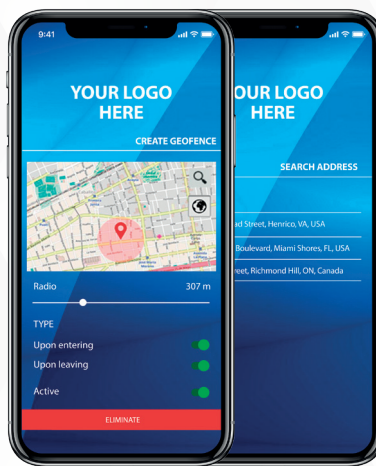 9:41
YOUR LOGO
HERE
CREATE GEOFENCE
Radio 307 m
TYPE
Upon entering
Upon leaving
Active
ELIMINATE
OUR LOGO
HERE
SEARCH ADDRESS
ad Street, Henrico, VA, USA
Boulevard, Miami Shores, FL, USA
reet, Richmond Hill, ON, Canada